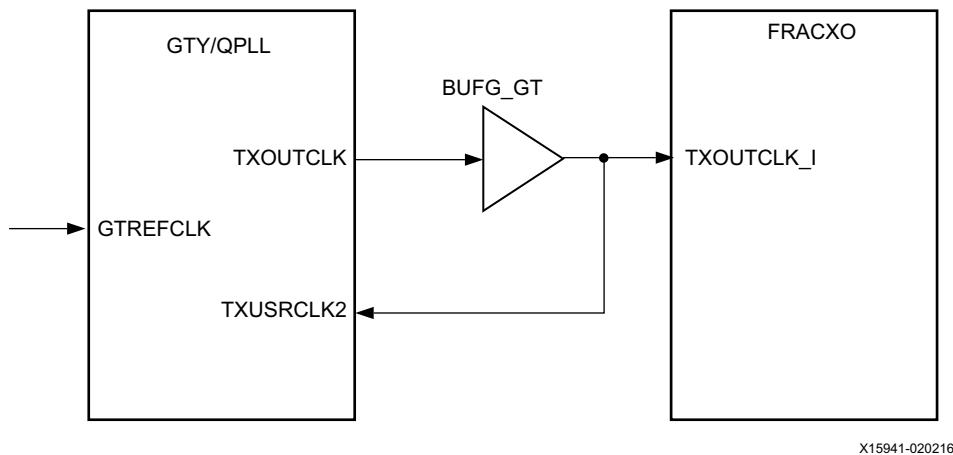 GTY/QPLL
FRACXO
BUFG_GT
TXOUTCLK
TXOUTCLK_I
GTREFCLK
TXUSRCLK2
X15941-020216